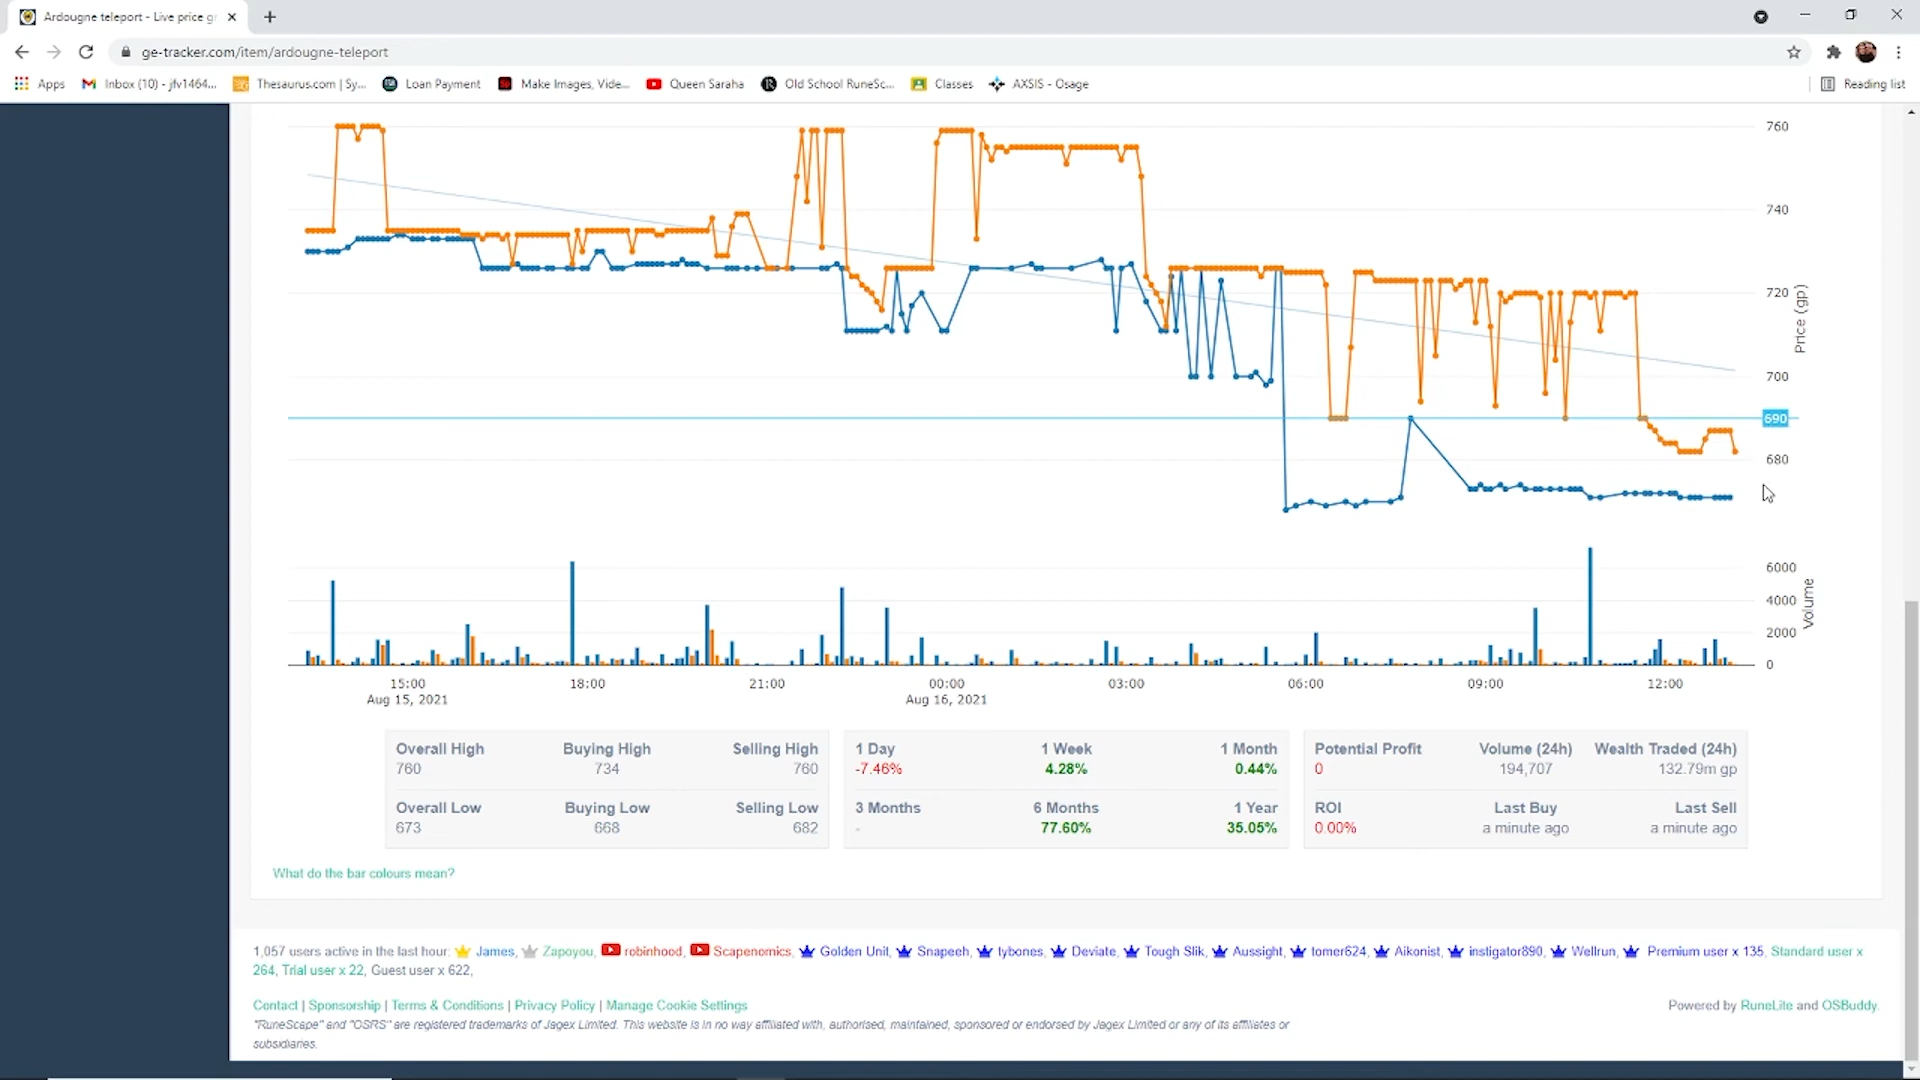 Ardougne teleport - Live price gr
ge-tracker.com/item/ardougne-teleport
Apps Inbox (10) - jfv1464... Thesaurus.com | Sy... Loan Payment Make Images, Vide... Queen Saraha Old School RuneSc... Classes AXSIS - Osage Reading list
760
740
720
700
690
680
Price (gp)
6000
4000
2000
0
Volume
15:00 18:00 21:00 00:00 03:00 06:00 09:00 12:00
Aug 15, 2021 Aug 16, 2021
Overall High Buying High Selling High 1 Day 1 Week 1 Month Potential Profit Volume (24h) Wealth Traded (24h)
760 734 760 -7.46% 4.28% 0.44% 0 194,707 132.79m gp
Overall Low Buying Low Selling Low 3 Months 6 Months 1 Year ROI Last Buy Last Sell
673 668 682 - 77.60% 35.05% 0.00% a minute ago a minute ago
What do the bar colours mean?
1,057 users active in the last hour: James, Zapoyou, robinhood, Scapenomics, Golden Unit, Snapeeh, lybones, Deviate, Tough Slik, Aussight, tomer624, Aikonist, instigator890, Wellrun, Premium user x 135, Standard user x
264, Trial user x 22, Guest user x 622,
Contact | Sponsorship | Terms & Conditions | Privacy Policy | Manage Cookie Settings Powered by RuneLite and OSBuddy.
"RuneScape" and "OSRS" are registered trademarks of Jagex Limited. This website is in no way affiliated with, authorised, maintained, sponsored or endorsed by Jagex Limited or any of its affiliates or
subsidiaries.